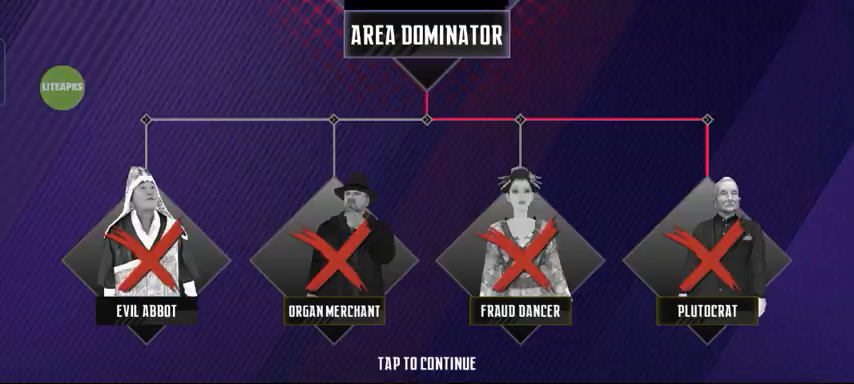 AREA DOMINATOR
LITEAPKS
EVIL ABBOT
ORGAN MERCHANT
FRAUD DANCER
PLUTOCRAT
TAP TO CONTINUE